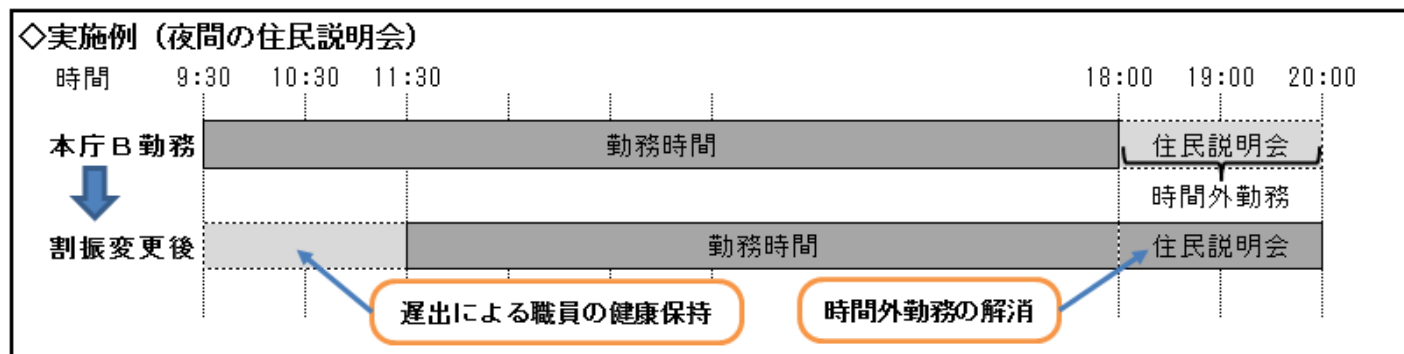 ◇実施例（夜間の住民説明会）
時間 9:30 10:30 11:30 18:00 19:00 20:00
本庁Ｂ勤務 勤務時間 住民説明会
時間外勤務
割振変更後 勤務時間 住民説明会
遅出による職員の健康保持 時間外勤務の解消